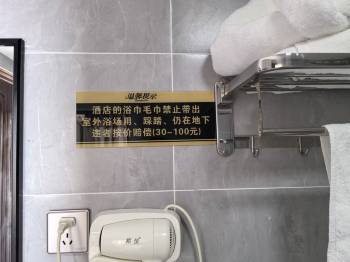 温馨提示
酒店的浴巾毛巾禁止带出
室外浴场用、踩踏、仍在地下
违者按价赔偿(30~100元)